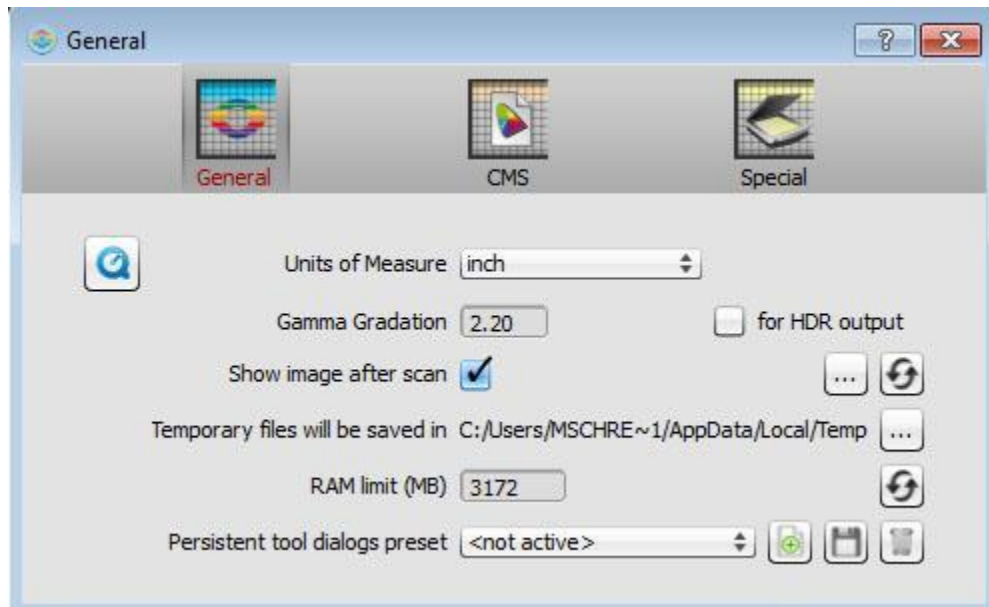 General
General CMS Special
Units of Measure inch
Gamma Gradation 2.20 for HDR output
Show image after scan ...
Temporary files will be saved in C:/Users/MSCHRE~1/AppData/Local/Temp ...
RAM limit (MB) 3172
Persistent tool dialogs preset <not active>